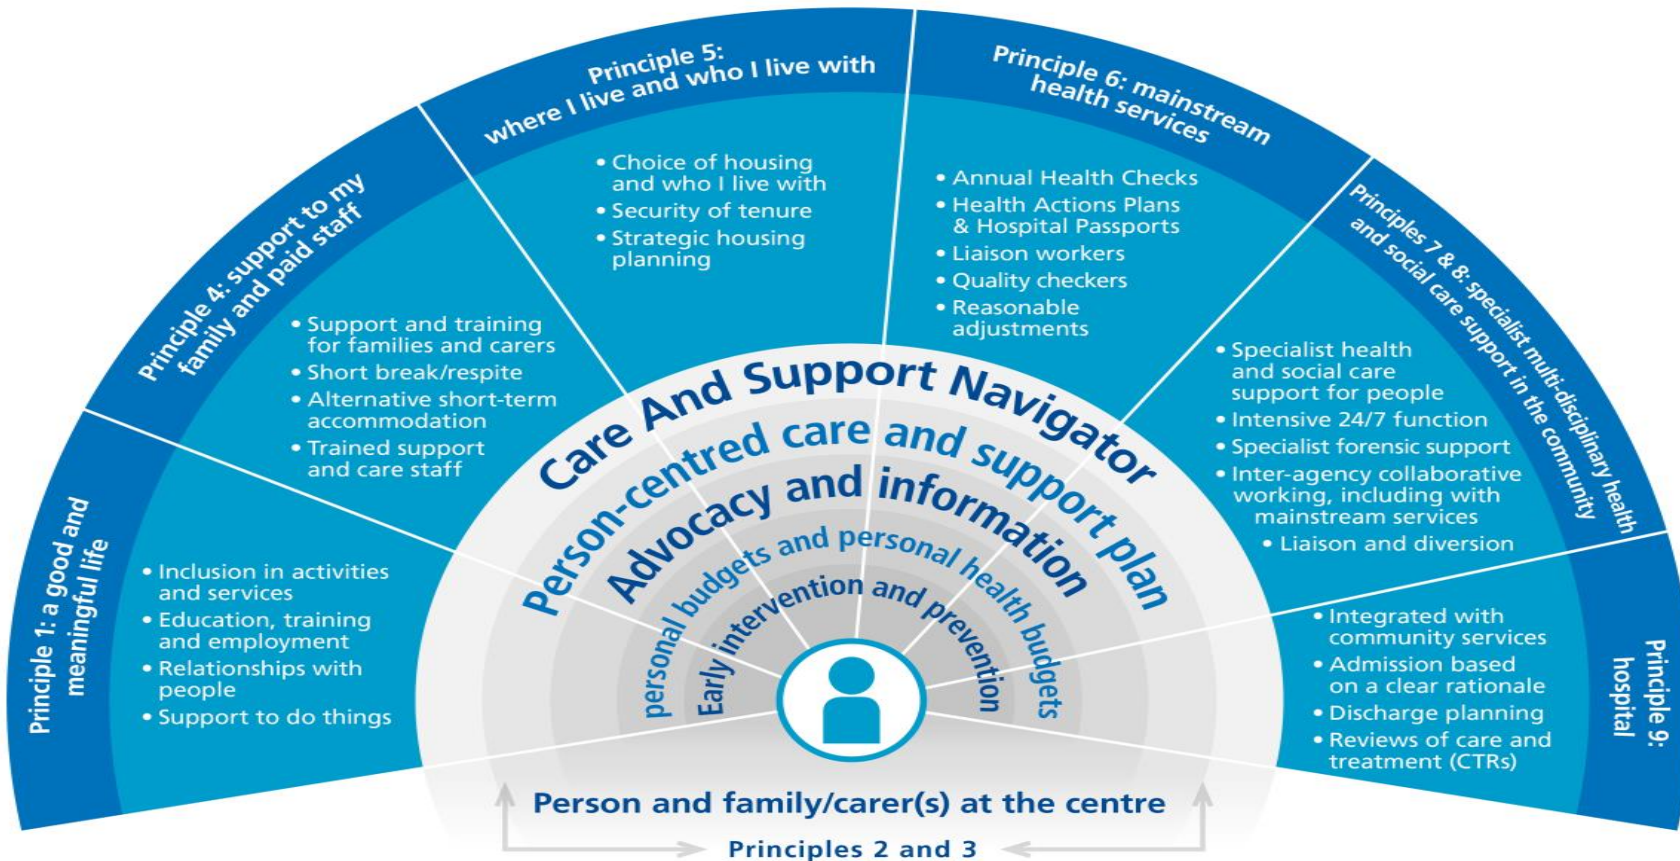 Principle 1: a good and
meaningful life
• Inclusion in activities
and services
• Education, training
and employment
• Relationships with
people
• Support to do things
Principle 4: support to my
family and paid staff
• Support and training
for families and carers
• Short break/respite
• Alternative short-term
accommodation
• Trained support
and care staff
Principle 5:
where I live and who I live with
• Choice of housing
and who I live with
• Security of tenure
• Strategic housing
planning
Principle 6: mainstream
health services
• Annual Health Checks
• Health Actions Plans
& Hospital Passports
• Liaison workers
• Quality checkers
• Reasonable
adjustments
Principles 7 & 8: specialist multi-disciplinary health
and social care support in the community
• Specialist health
and social care
support for people
• Intensive 24/7 function
• Specialist forensic support
• Inter-agency collaborative
working, including with
mainstream services
• Liaison and diversion
Principle 9:
hospital
• Integrated with
community services
• Admission based
on a clear rationale
• Discharge planning
• Reviews of care and
treatment (CTRs)
Care And Support Navigator
Person-centred care and support plan
Advocacy and information
personal budgets and personal health budgets
Early intervention and prevention
Person and family/carer(s) at the centre
Principles 2 and 3